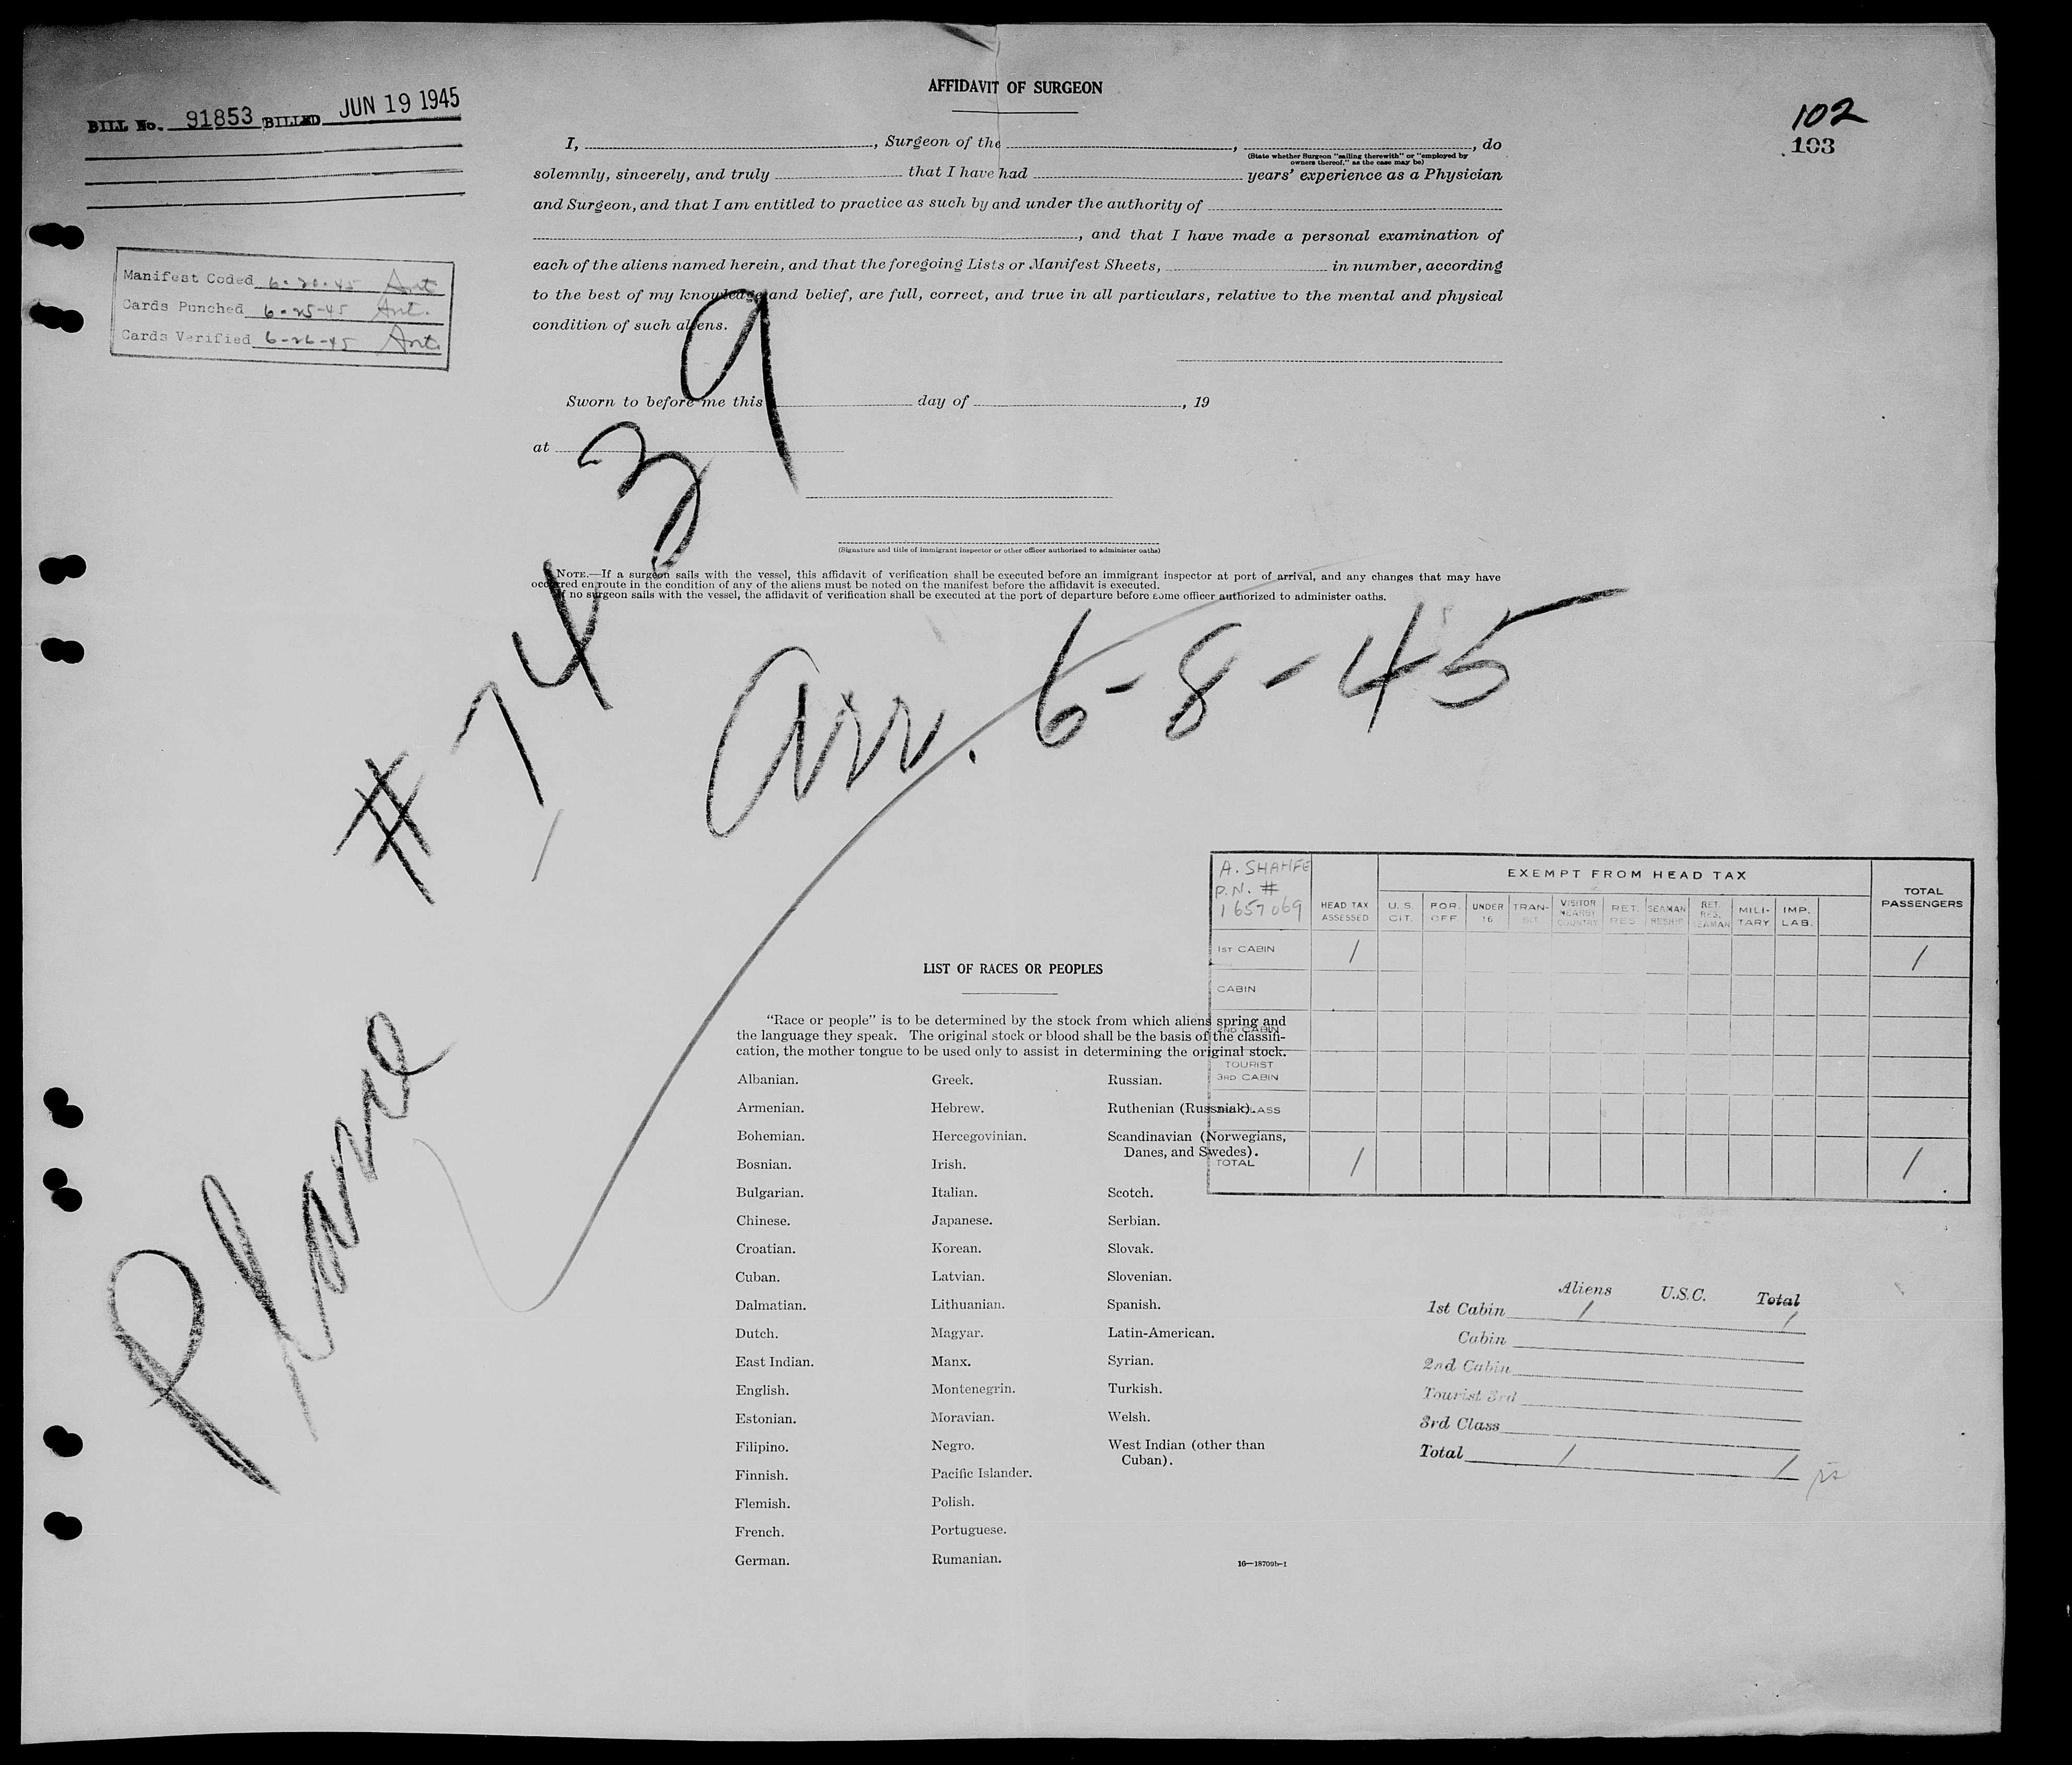 BILL No. 91853 BILLED JUN 19 1945
102
103
Manifest Coded 6-20-45 Ant
Cards Punched 6-25-45 Ant.
Cards Verified 6-26-45 Ant.
AFFIDAVIT OF SURGEON
I, , Surgeon of the , , do
(State whether Surgeon "sailing therewith" or "employed by
owners thereof," as the case may be)
solemnly, sincerely, and truly that I have had years' experience as a Physician
and Surgeon, and that I am entitled to practice as such by and under the authority of
, and that I have made a personal examination of
each of the aliens named herein, and that the foregoing Lists or Manifest Sheets, in number, according
to the best of my knowledge and belief, are full, correct, and true in all particulars, relative to the mental and physical
condition of such aliens.
Sworn to before me this day of , 19
at
(Signature and title of immigrant inspector or other officer authorized to administer oaths)
NOTE.—If a surgeon sails with the vessel, this affidavit of verification shall be executed before an immigrant inspector at port of arrival, and any changes that may have
occurred en route in the condition of any of the aliens must be noted on the manifest before the affidavit is executed.
If no surgeon sails with the vessel, the affidavit of verification shall be executed at the port of departure before some officer authorized to administer oaths.
Plane # 7439
Arr. 6-8-45
A. SHAHFE
P.N. #
1657069
HEAD TAX
ASSESSED
EXEMPT FROM HEAD TAX
U. S.
CIT.
FOR.
OFF.
UNDER
16
TRAN-
SIT
VISITOR
NEARBY
COUNTRY
RET.
RES.
SEAMAN
RESHIP
RET.
RES.
SEAMAN
MILI-
TARY
IMP.
LAB.
TOTAL
PASSENGERS
1ST CABIN 1 1
CABIN
2ND CABIN
TOURIST
3RD CABIN
3RD CLASS
TOTAL 1 1
LIST OF RACES OR PEOPLES
"Race or people" is to be determined by the stock from which aliens spring and
the language they speak. The original stock or blood shall be the basis of the classifi-
cation, the mother tongue to be used only to assist in determining the original stock.
Albanian.
Armenian.
Bohemian.
Bosnian.
Bulgarian.
Chinese.
Croatian.
Cuban.
Dalmatian.
Dutch.
East Indian.
English.
Estonian.
Filipino.
Finnish.
Flemish.
French.
German.
Greek.
Hebrew.
Hercegovinian.
Irish.
Italian.
Japanese.
Korean.
Latvian.
Lithuanian.
Magyar.
Manx.
Montenegrin.
Moravian.
Negro.
Pacific Islander.
Polish.
Portuguese.
Rumanian.
Russian.
Ruthenian (Russniak).
Scandinavian (Norwegians,
Danes, and Swedes).
Scotch.
Serbian.
Slovak.
Slovenian.
Spanish.
Latin-American.
Syrian.
Turkish.
Welsh.
West Indian (other than
Cuban).
16—18709b-1
Aliens U.S.C. Total
1st Cabin 1 1
Cabin
2nd Cabin
Tourist 3rd
3rd Class
Total 1 1